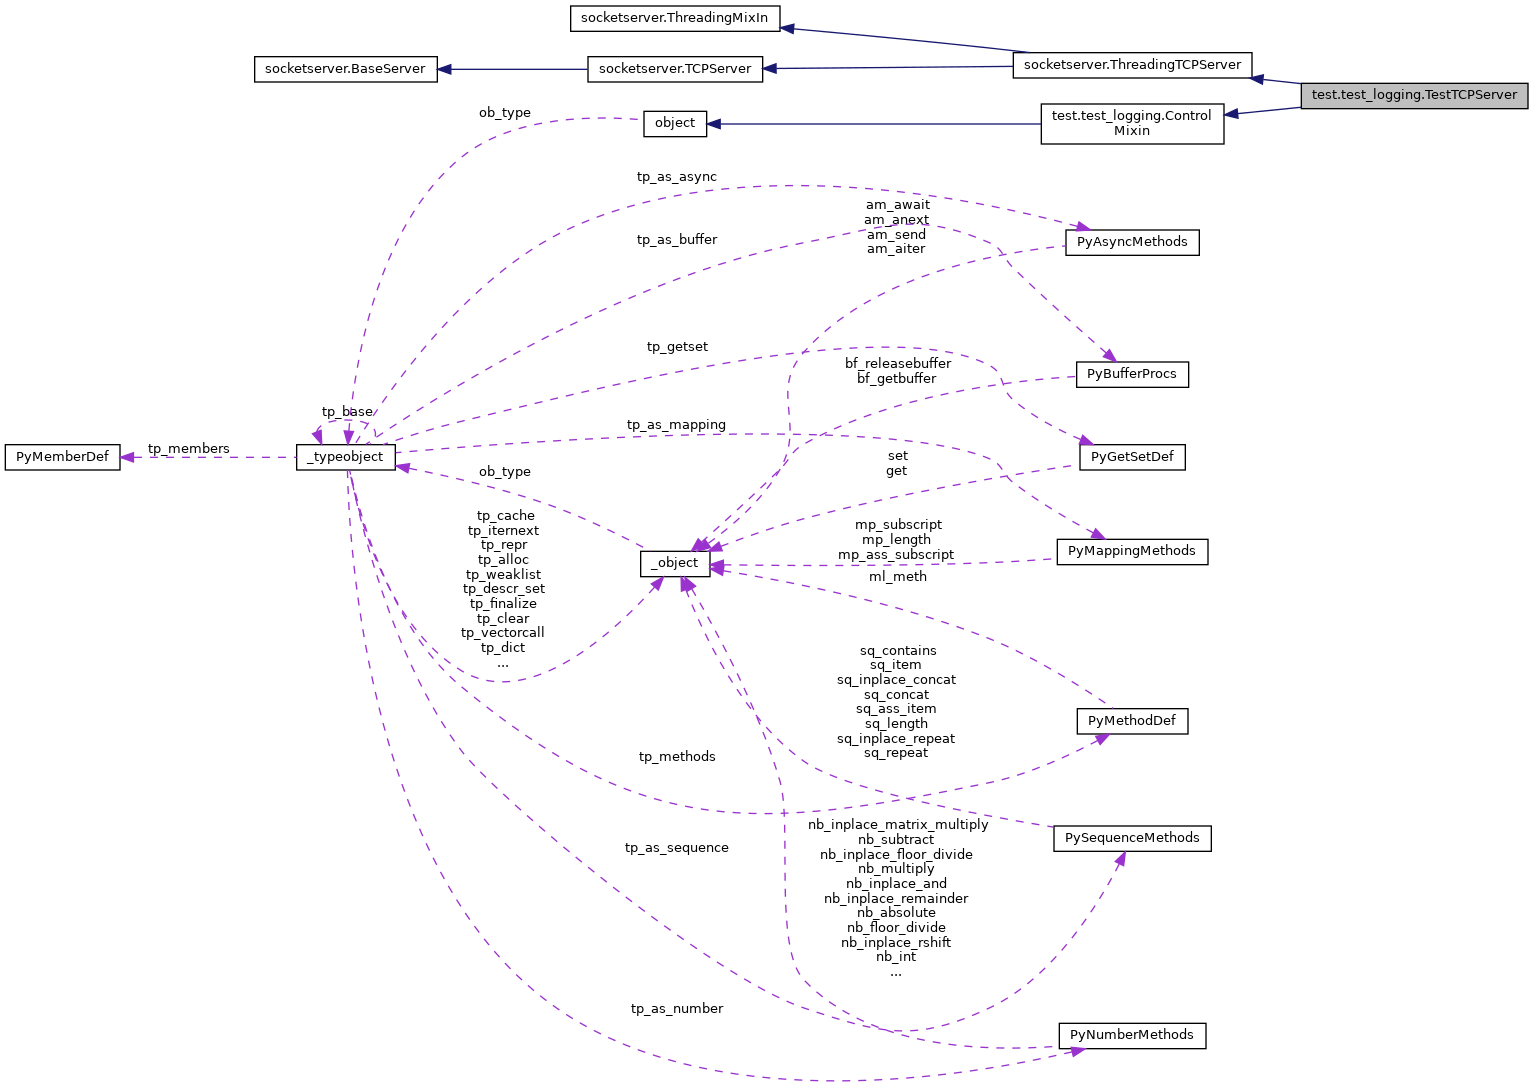 socketserver.ThreadingMixIn
socketserver.BaseServer
socketserver.TCPServer
socketserver.ThreadingTCPServer
test.test_logging.TestTCPServer
ob_type
object
test.test_logging.Control
Mixin
tp_as_async
am_await
am_anext
am_send
am_aiter
tp_as_buffer
PyAsyncMethods
tp_getset
bf_releasebuffer
bf_getbuffer
PyBufferProcs
tp_base
tp_as_mapping
PyMemberDef
tp_members
_typeobject
ob_type
set
get
PyGetSetDef
tp_cache
tp_iternext
tp_repr
tp_alloc
tp_weaklist
tp_descr_set
tp_finalize
tp_clear
tp_vectorcall
tp_dict
...
_object
mp_subscript
mp_length
mp_ass_subscript
PyMappingMethods
ml_meth
sq_contains
sq_item
sq_inplace_concat
sq_concat
sq_ass_item
sq_length
sq_inplace_repeat
sq_repeat
PyMethodDef
tp_methods
nb_inplace_matrix_multiply
nb_subtract
nb_inplace_floor_divide
nb_multiply
nb_inplace_and
nb_inplace_remainder
nb_absolute
nb_floor_divide
nb_inplace_rshift
nb_int
...
PySequenceMethods
tp_as_sequence
tp_as_number
PyNumberMethods